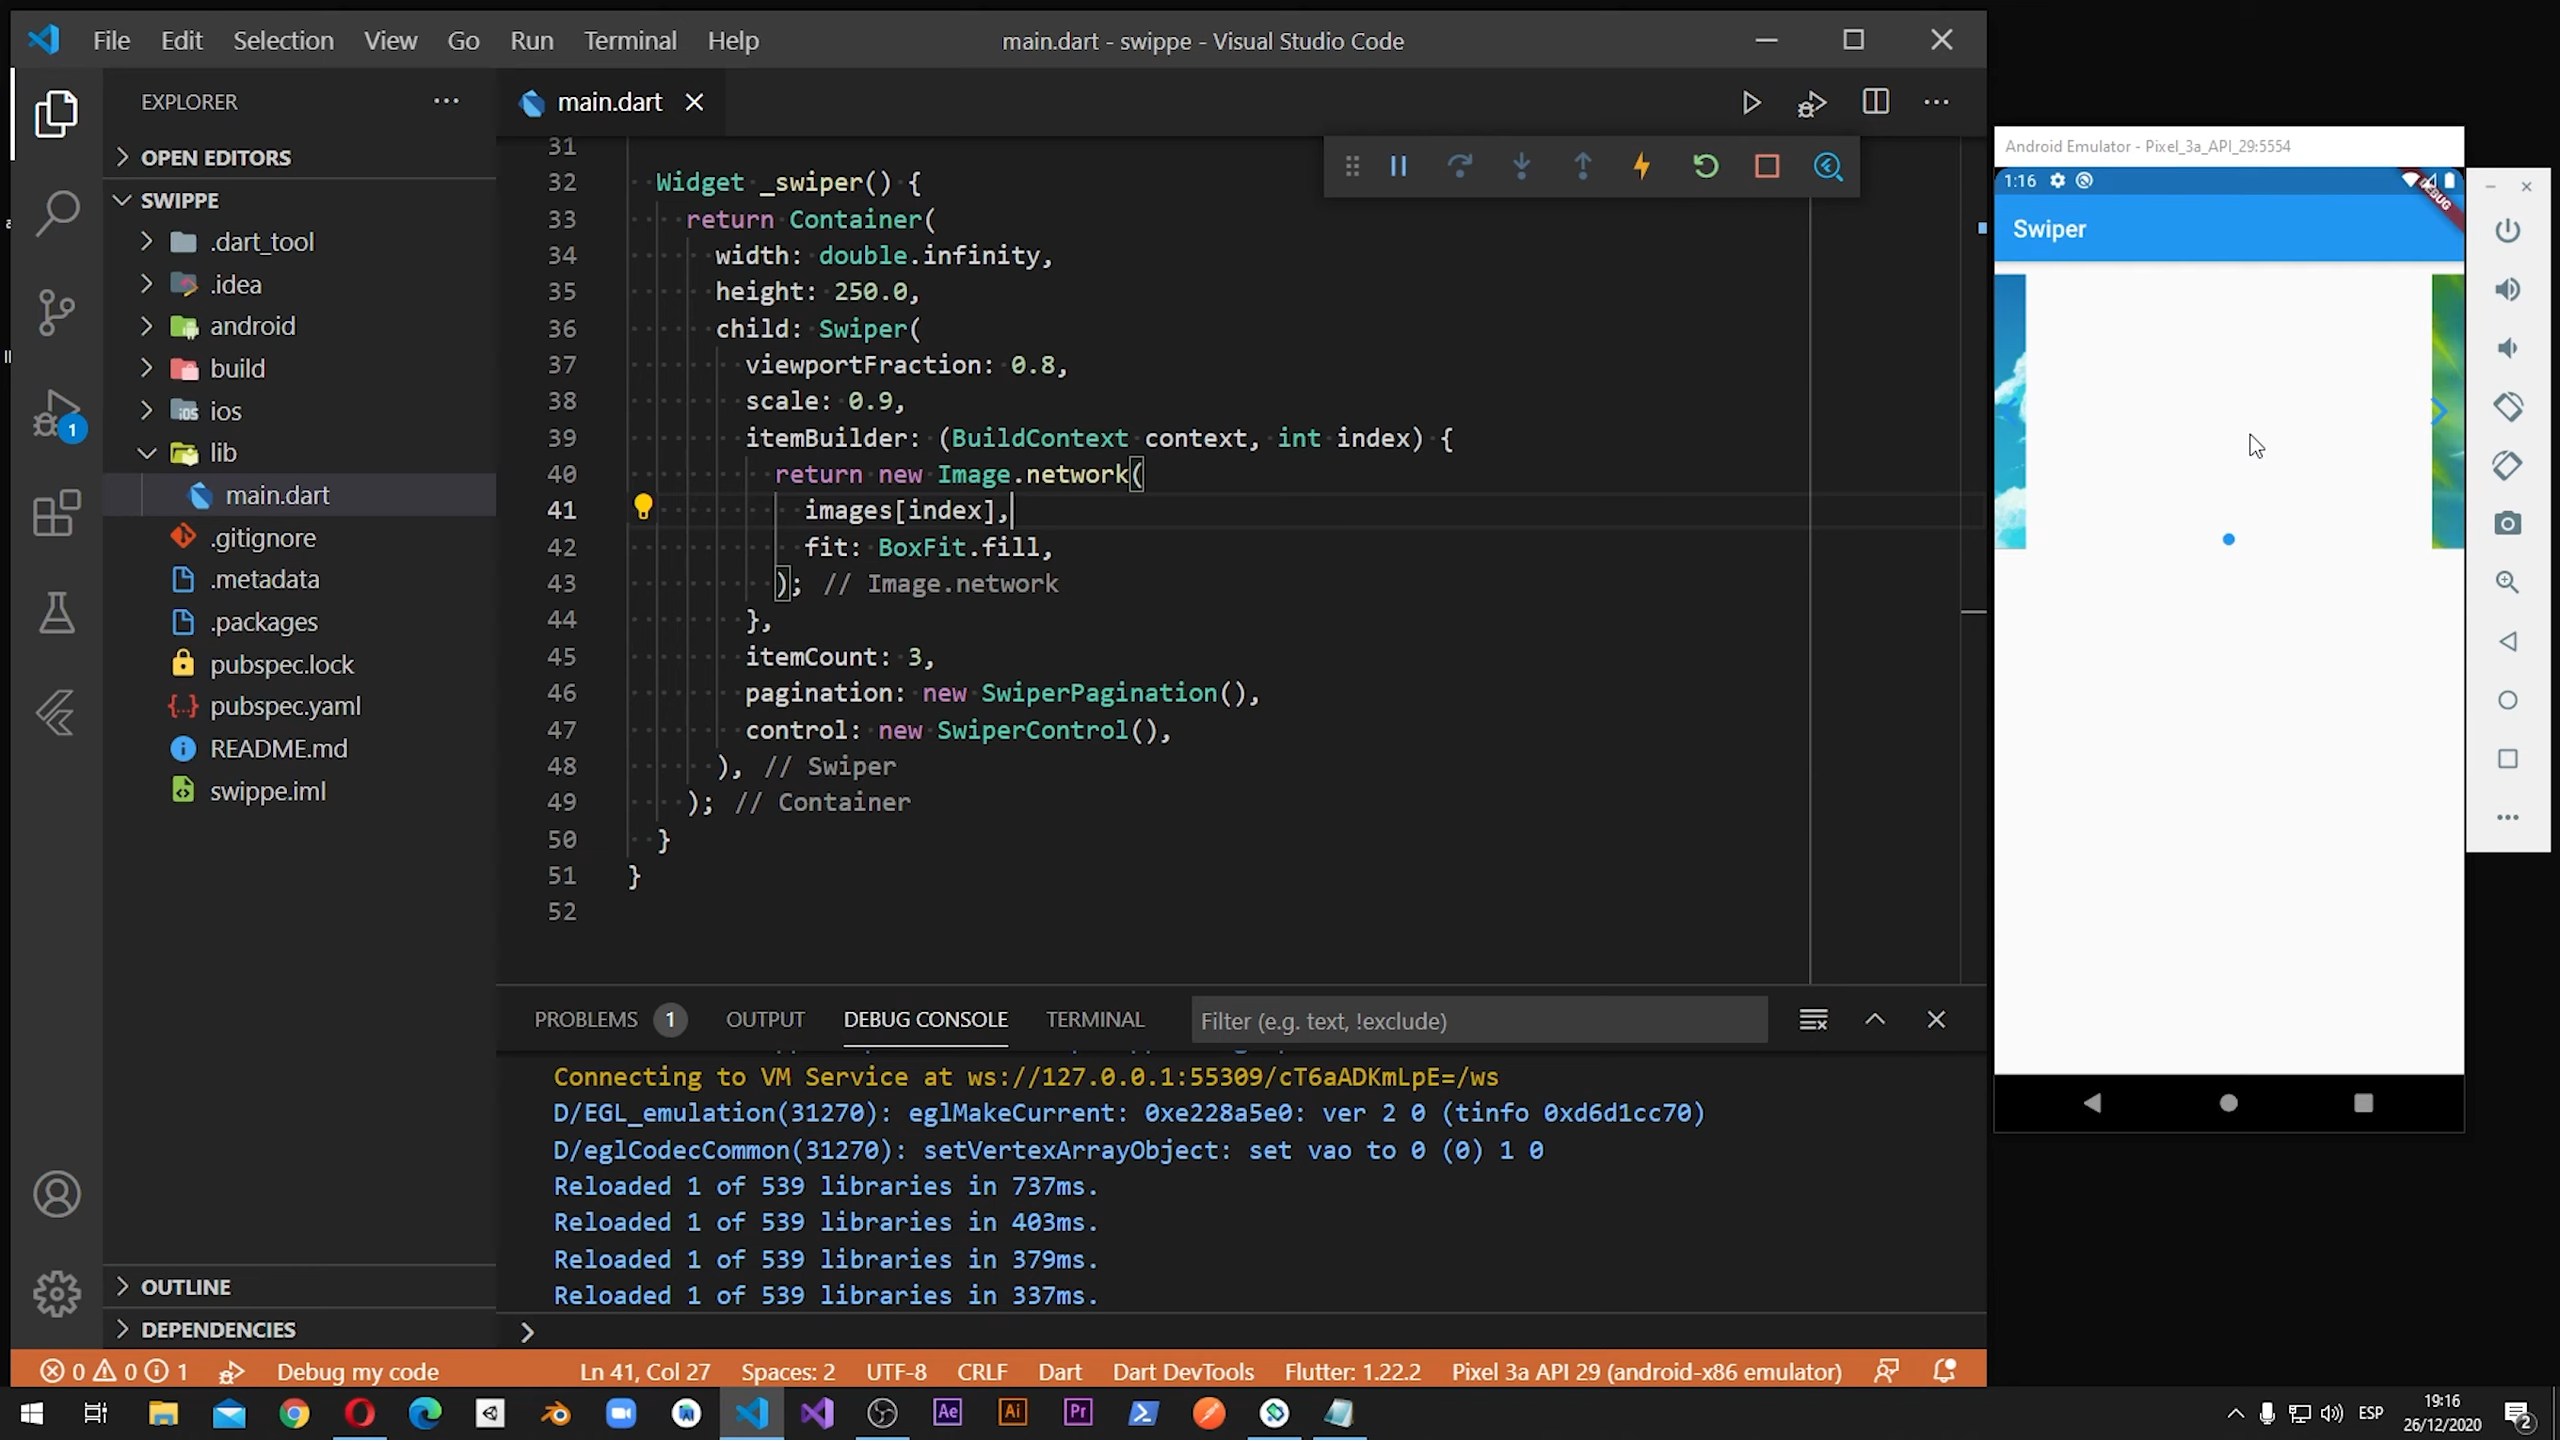 File Edit Selection View Go Run Terminal Help
main.dart - swippe - Visual Studio Code
EXPLORER
OPEN EDITORS
SWIPPE
.dart_tool
.idea
android
build
ios
lib
main.dart
.gitignore
.metadata
.packages
pubspec.lock
pubspec.yaml
README.md
swippe.iml
OUTLINE
DEPENDENCIES
1
main.dart
31
32 Widget _swiper() {
33 return Container(
34 width: double.infinity,
35 height: 250.0,
36 child: Swiper(
37 viewportFraction: 0.8,
38 scale: 0.9,
39 itemBuilder: (BuildContext context, int index) {
40 return new Image.network(
41 images[index],
42 fit: BoxFit.fill,
43 ); // Image.network
44 },
45 itemCount: 3,
46 pagination: new SwiperPagination(),
47 control: new SwiperControl(),
48 ), // Swiper
49 ); // Container
50 }
51 }
52
PROBLEMS 1 OUTPUT DEBUG CONSOLE TERMINAL Filter (e.g. text, !exclude)
Connecting to VM Service at ws://127.0.0.1:55309/cT6aADKmLpE=/ws
D/EGL_emulation(31270): eglMakeCurrent: 0xe228a5e0: ver 2 0 (tinfo 0xd6d1cc70)
D/eglCodecCommon(31270): setVertexArrayObject: set vao to 0 (0) 1 0
Reloaded 1 of 539 libraries in 737ms.
Reloaded 1 of 539 libraries in 403ms.
Reloaded 1 of 539 libraries in 379ms.
Reloaded 1 of 539 libraries in 337ms.
0 0 1 Debug my code Ln 41, Col 27 Spaces: 2 UTF-8 CRLF Dart Dart DevTools Flutter: 1.22.2 Pixel 3a API 29 (android-x86 emulator)
Android Emulator - Pixel_3a_API_29:5554
1:16
DEBUG
Swiper
Ae Ai Pr
ESP
19:16
26/12/2020
2